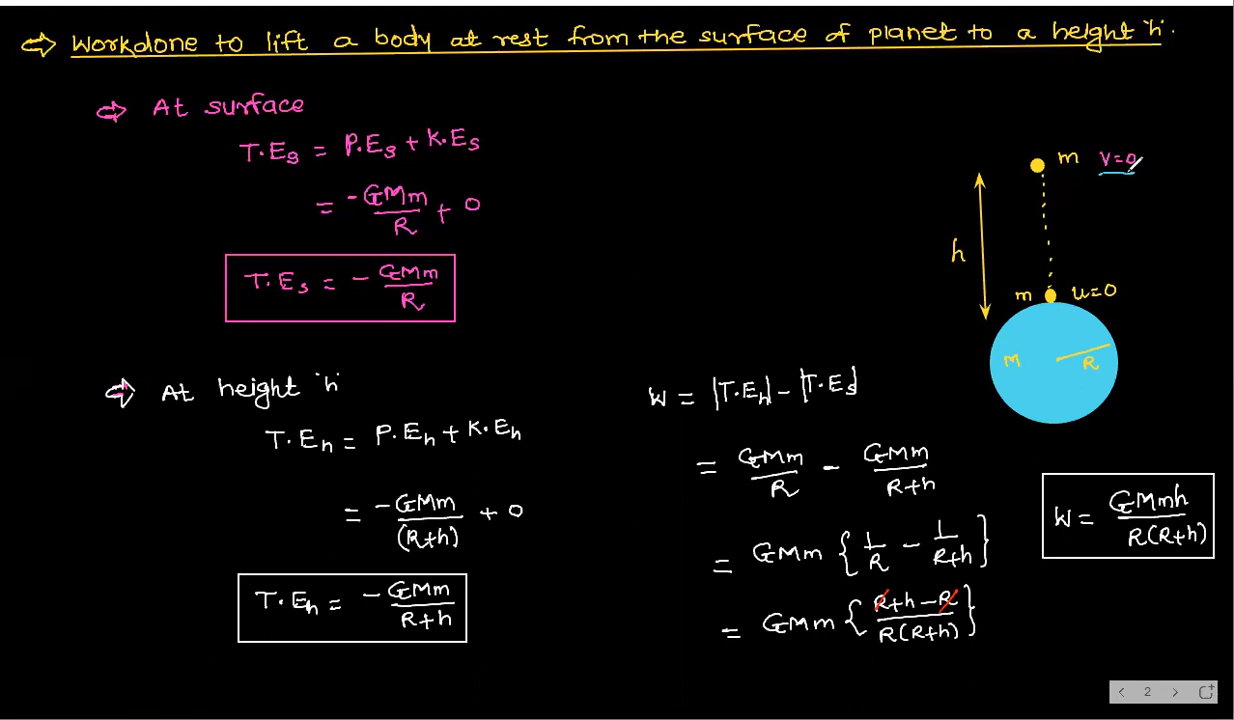 ⇨ Workdone to lift a body at rest from the surface of planet to a height 'h'.
⇨ At surface
T.Es = P.Es + K.Es
= -GMm/R + 0
T.Es = - GMm/R
⇨ At height 'h'
T.Eh = P.Eh + K.Eh
= -GMm/(R+h) + 0
T.Eh = -GMm/R+h
W = |T.Eh| - |T.Es|
= GMm/R - GMm/R+h
= GMm { 1/R - 1/R+h }
= GMm { R+h-R/R(R+h) }
m V=0
h
m u=0
M R
W = GMmh/R(R+h)
< 2 >